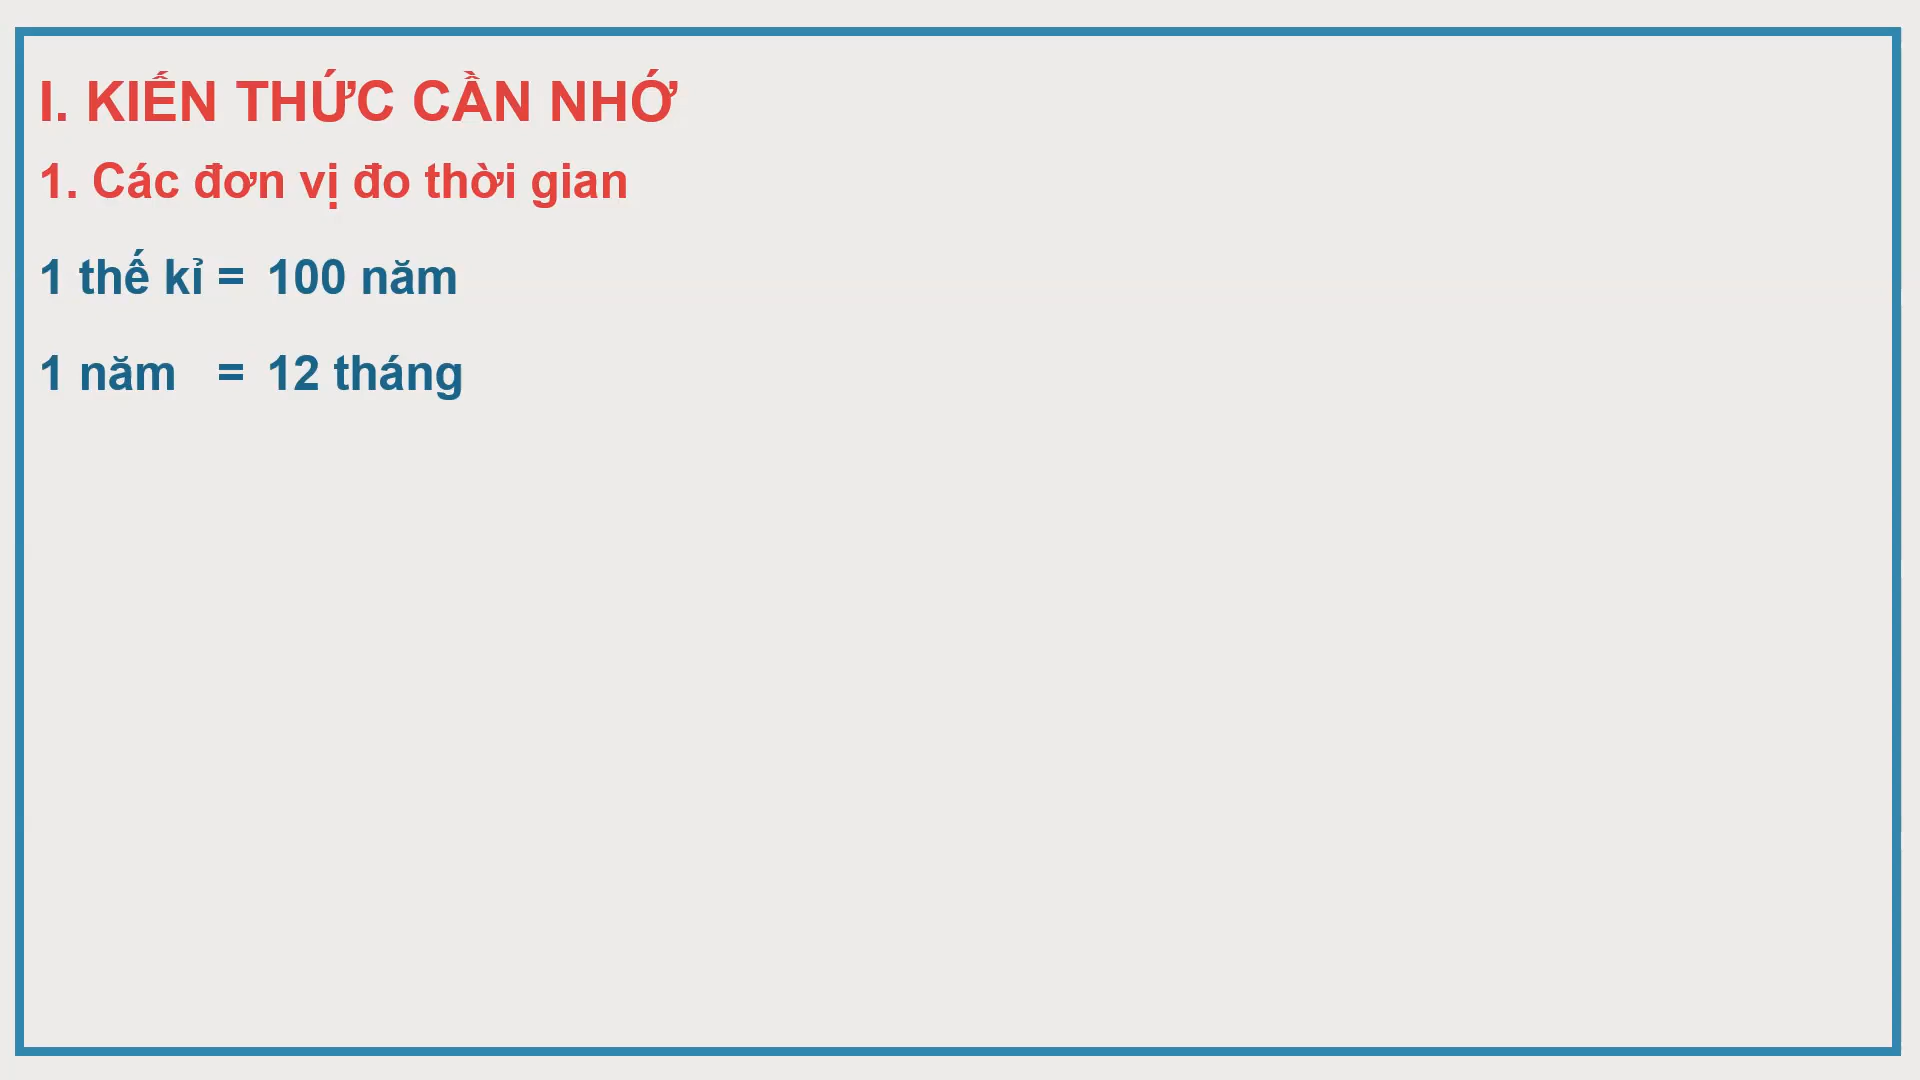 I. KIẾN THỨC CẦN NHỚ
1. Các đơn vị đo thời gian
1 thế kỉ = 100 năm
1 năm = 12 tháng